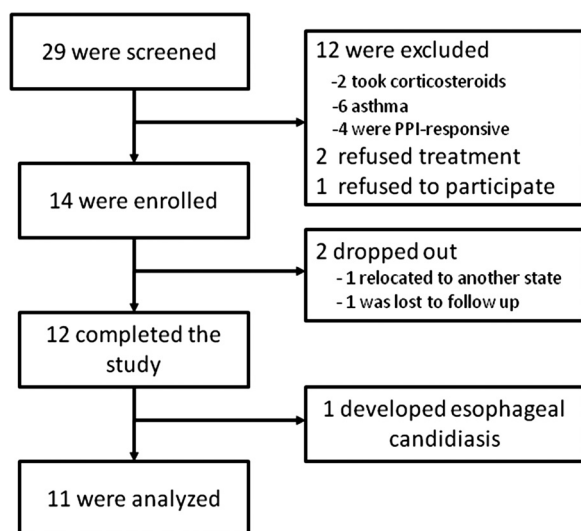 29 were screened
12 were excluded
-2 took corticosteroids
-6 asthma
-4 were PPI-responsive
2 refused treatment
1 refused to participate
14 were enrolled
2 dropped out
- 1 relocated to another state
- 1 was lost to follow up
12 completed the
study
1 developed esophageal
candidiasis
11 were analyzed